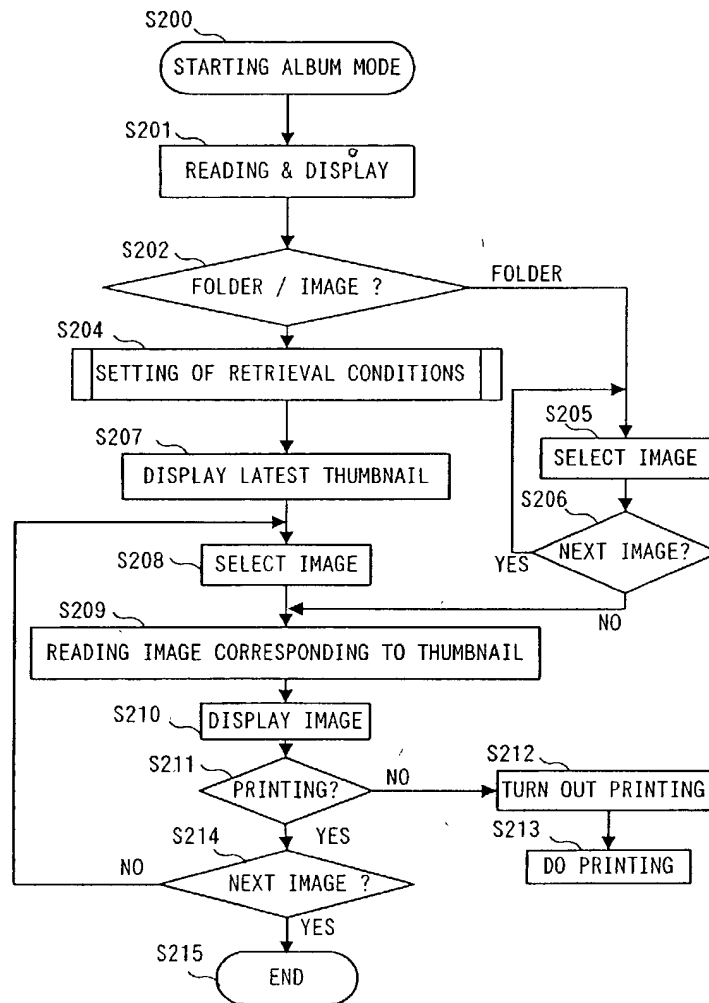 S200
STARTING ALBUM MODE
S201
READING & DISPLAY
S202
FOLDER / IMAGE ?
FOLDER
S204
SETTING OF RETRIEVAL CONDITIONS
S205
SELECT IMAGE
S207
DISPLAY LATEST THUMBNAIL
S206
NEXT IMAGE?
YES
NO
S208
SELECT IMAGE
S209
READING IMAGE CORRESPONDING TO THUMBNAIL
S210
DISPLAY IMAGE
S211
PRINTING?
NO
YES
S212
TURN OUT PRINTING
S213
DO PRINTING
S214
NEXT IMAGE ?
NO
YES
S215
END